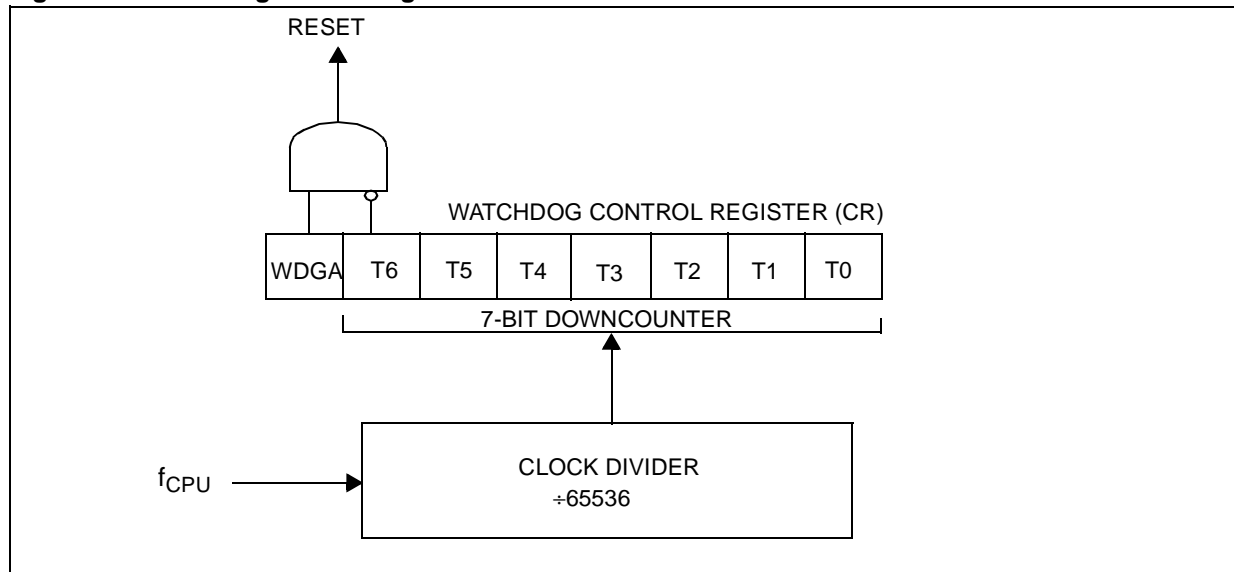 RESET
WATCHDOG CONTROL REGISTER (CR)
WDGA T6 T5 T4 T3 T2 T1 T0
7-BIT DOWNCOUNTER
fCPU
CLOCK DIVIDER
÷65536